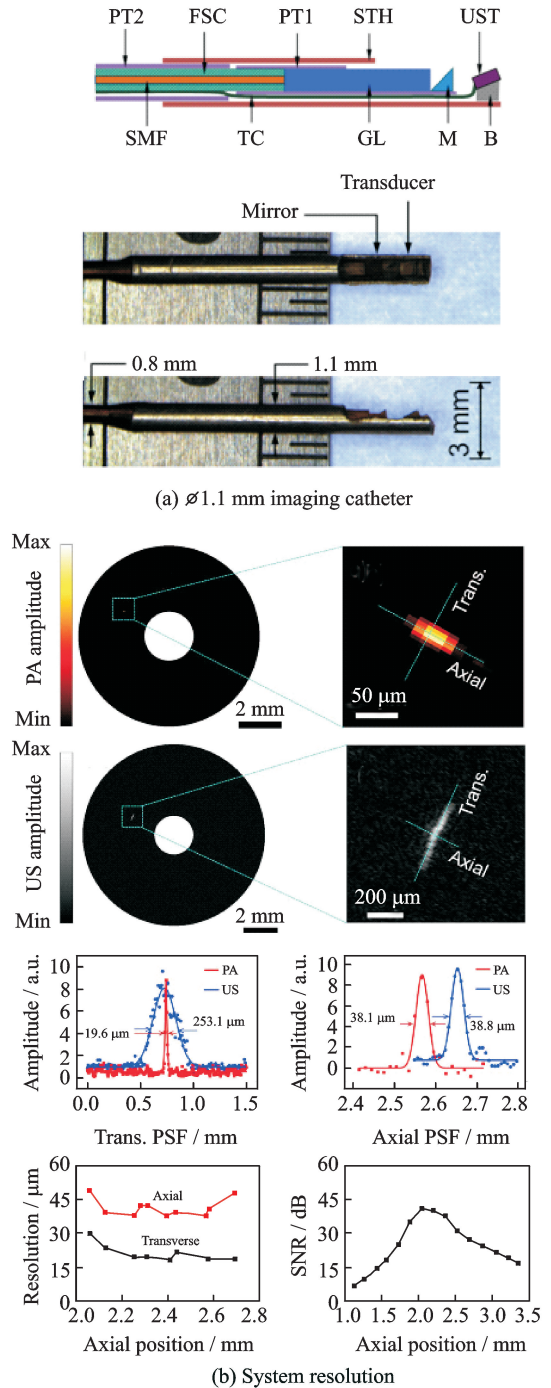 PT2 FSC PT1 STH UST
SMF TC GL M B
Transducer
Mirror
0.8 mm 1.1 mm
3 mm
(a) ⌀1.1 mm imaging catheter
Max
PA amplitude
Min
2 mm
Trans.
Axial
50 μm
Max
US amplitude
Min
2 mm
Trans.
Axial
200 μm
Amplitude / a.u.
10
8
6
4
2
0
PA
US
19.6 μm 253.1 μm
0.0 0.5 1.0 1.5
Trans. PSF / mm
Amplitude / a.u.
10
8
6
4
2
0
PA
US
38.1 μm 38.8 μm
2.4 2.5 2.6 2.7 2.8
Axial PSF / mm
Resolution / μm
60
45
30
15
0
Axial
Transverse
2.0 2.2 2.4 2.6 2.8
Axial position / mm
SNR / dB
60
45
30
15
0
1.0 1.5 2.0 2.5 3.0 3.5
Axial position / mm
(b) System resolution